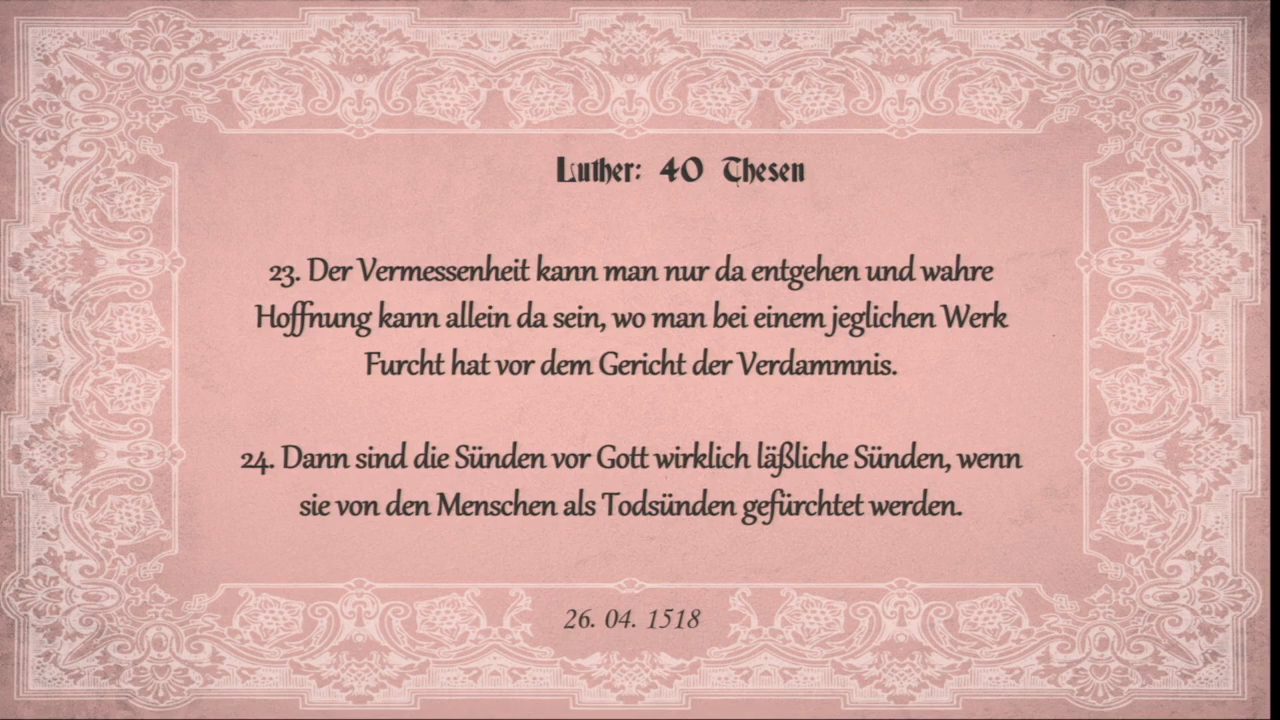 Luther: 40 Thesen
23. Der Vermessenheit kann man nur da entgehen und wahre
Hoffnung kann allein da sein, wo man bei einem jeglichen Werk
Furcht hat vor dem Gericht der Verdammnis.
24. Dann sind die Sünden vor Gott wirklich läßliche Sünden, wenn
sie von den Menschen als Todsünden gefürchtet werden.
26. 04. 1518